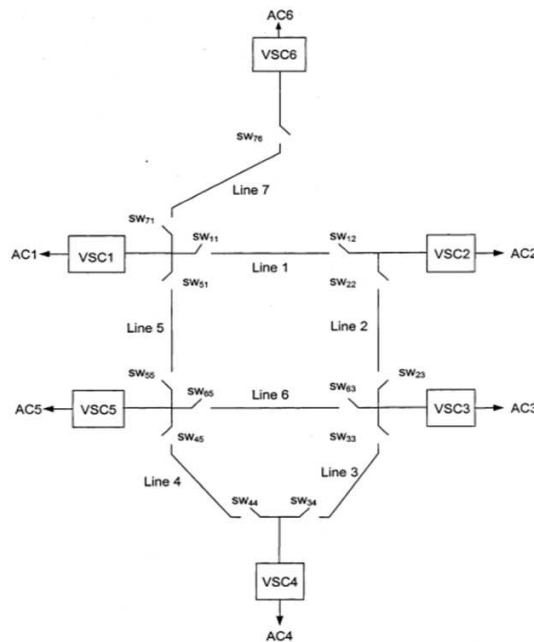 AC6
VSC6
SW76
Line 7
SW71
AC1 VSC1 SW11 SW12 VSC2 AC2
Line 1
SW51 SW22
Line 5 Line 2
SW55 SW65 SW63 SW23
AC5 VSC5 Line 6 VSC3 AC3
SW45 SW33
Line 4 Line 3
SW44 SW34
VSC4
AC4